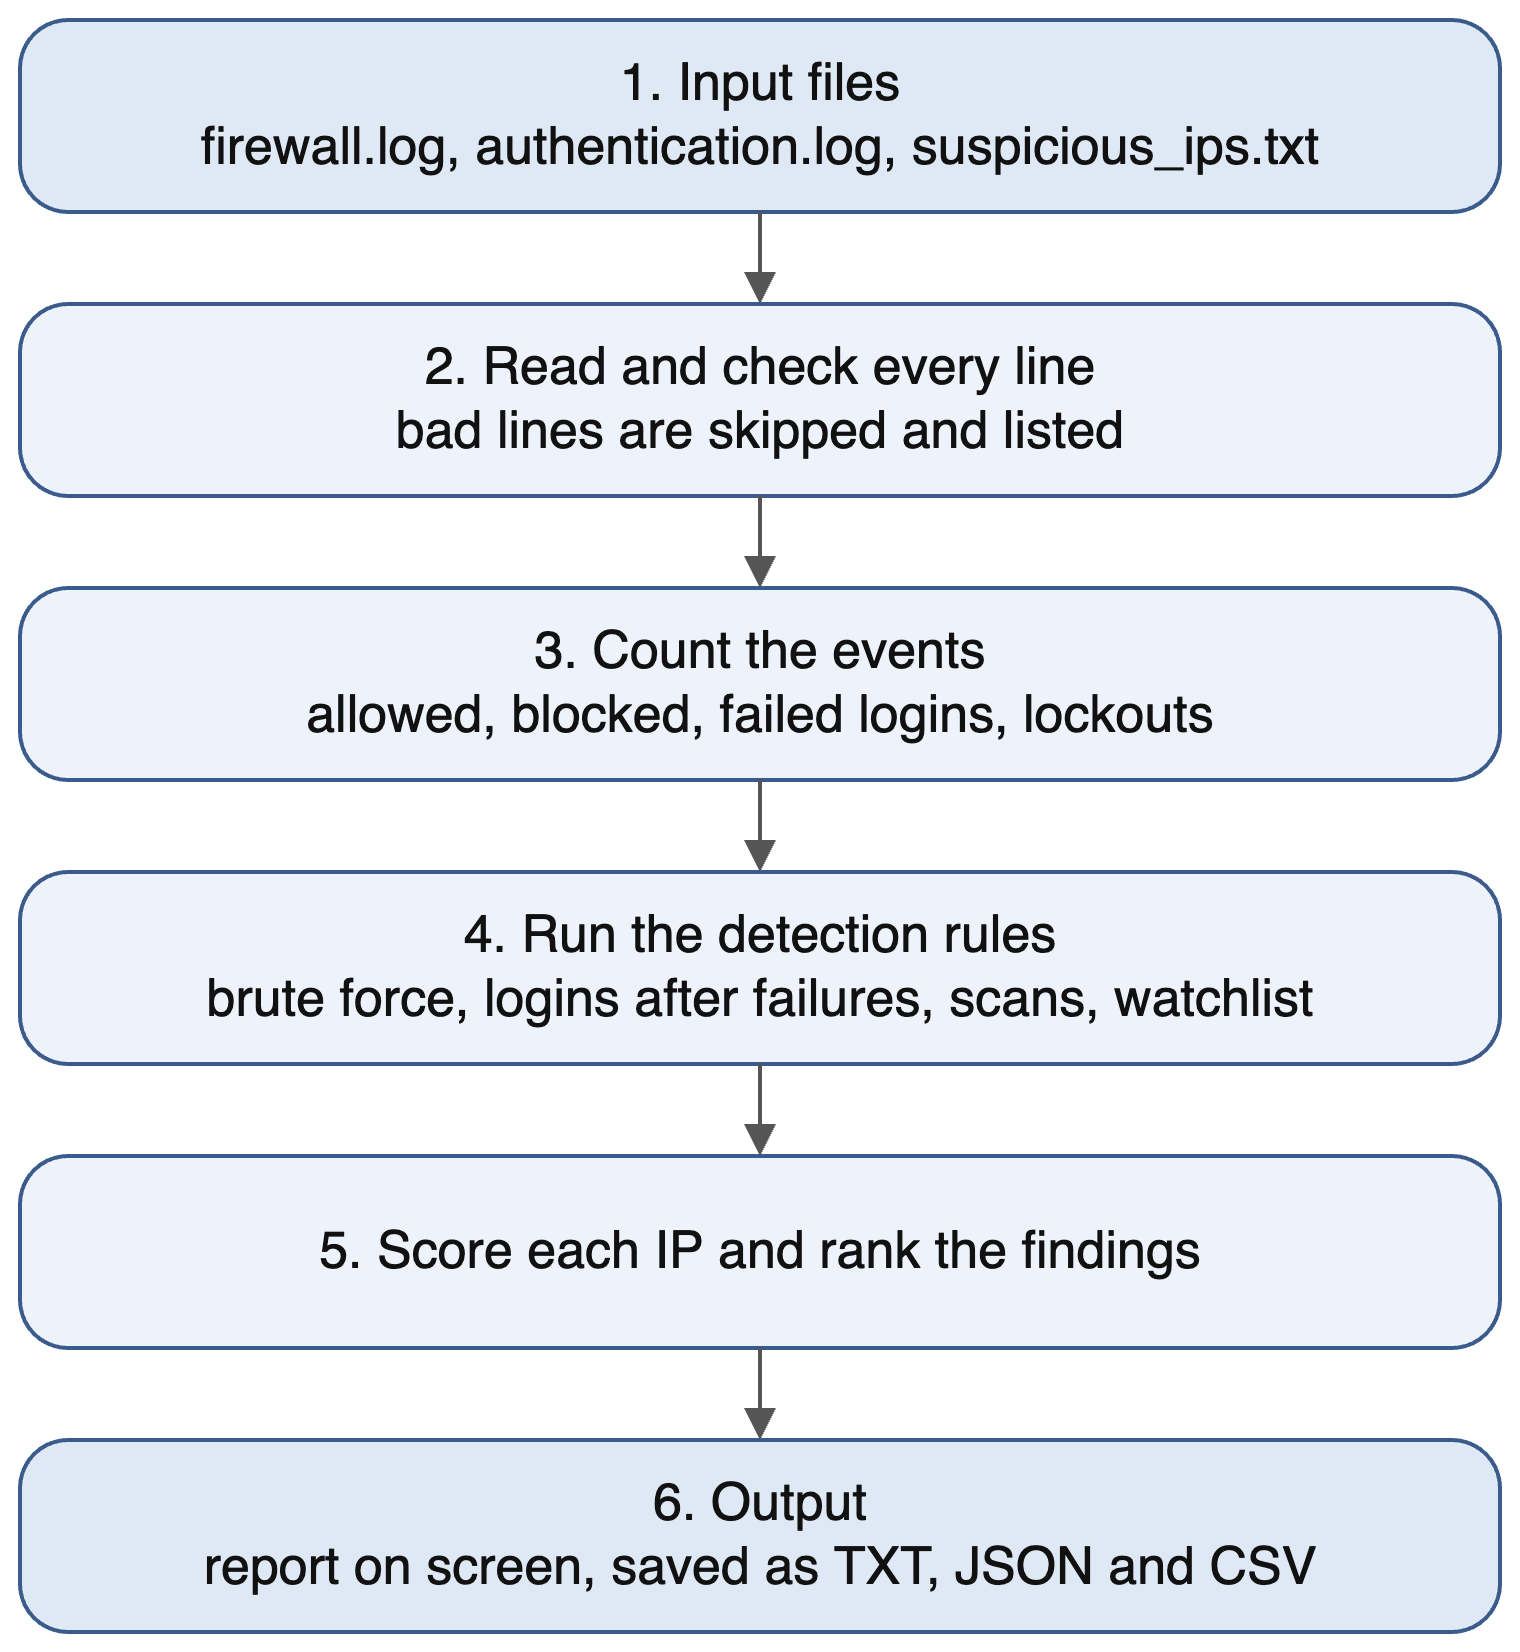 1. Input files
firewall.log, authentication.log, suspicious_ips.txt
2. Read and check every line
bad lines are skipped and listed
3. Count the events
allowed, blocked, failed logins, lockouts
4. Run the detection rules
brute force, logins after failures, scans, watchlist
5. Score each IP and rank the findings
6. Output
report on screen, saved as TXT, JSON and CSV